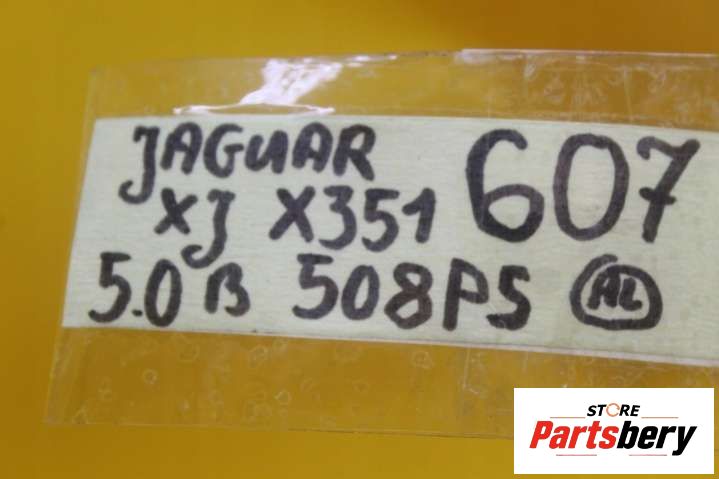 JAGUAR 607
XJ X351
5.0 B 508PS AL
STORE
Partsbery